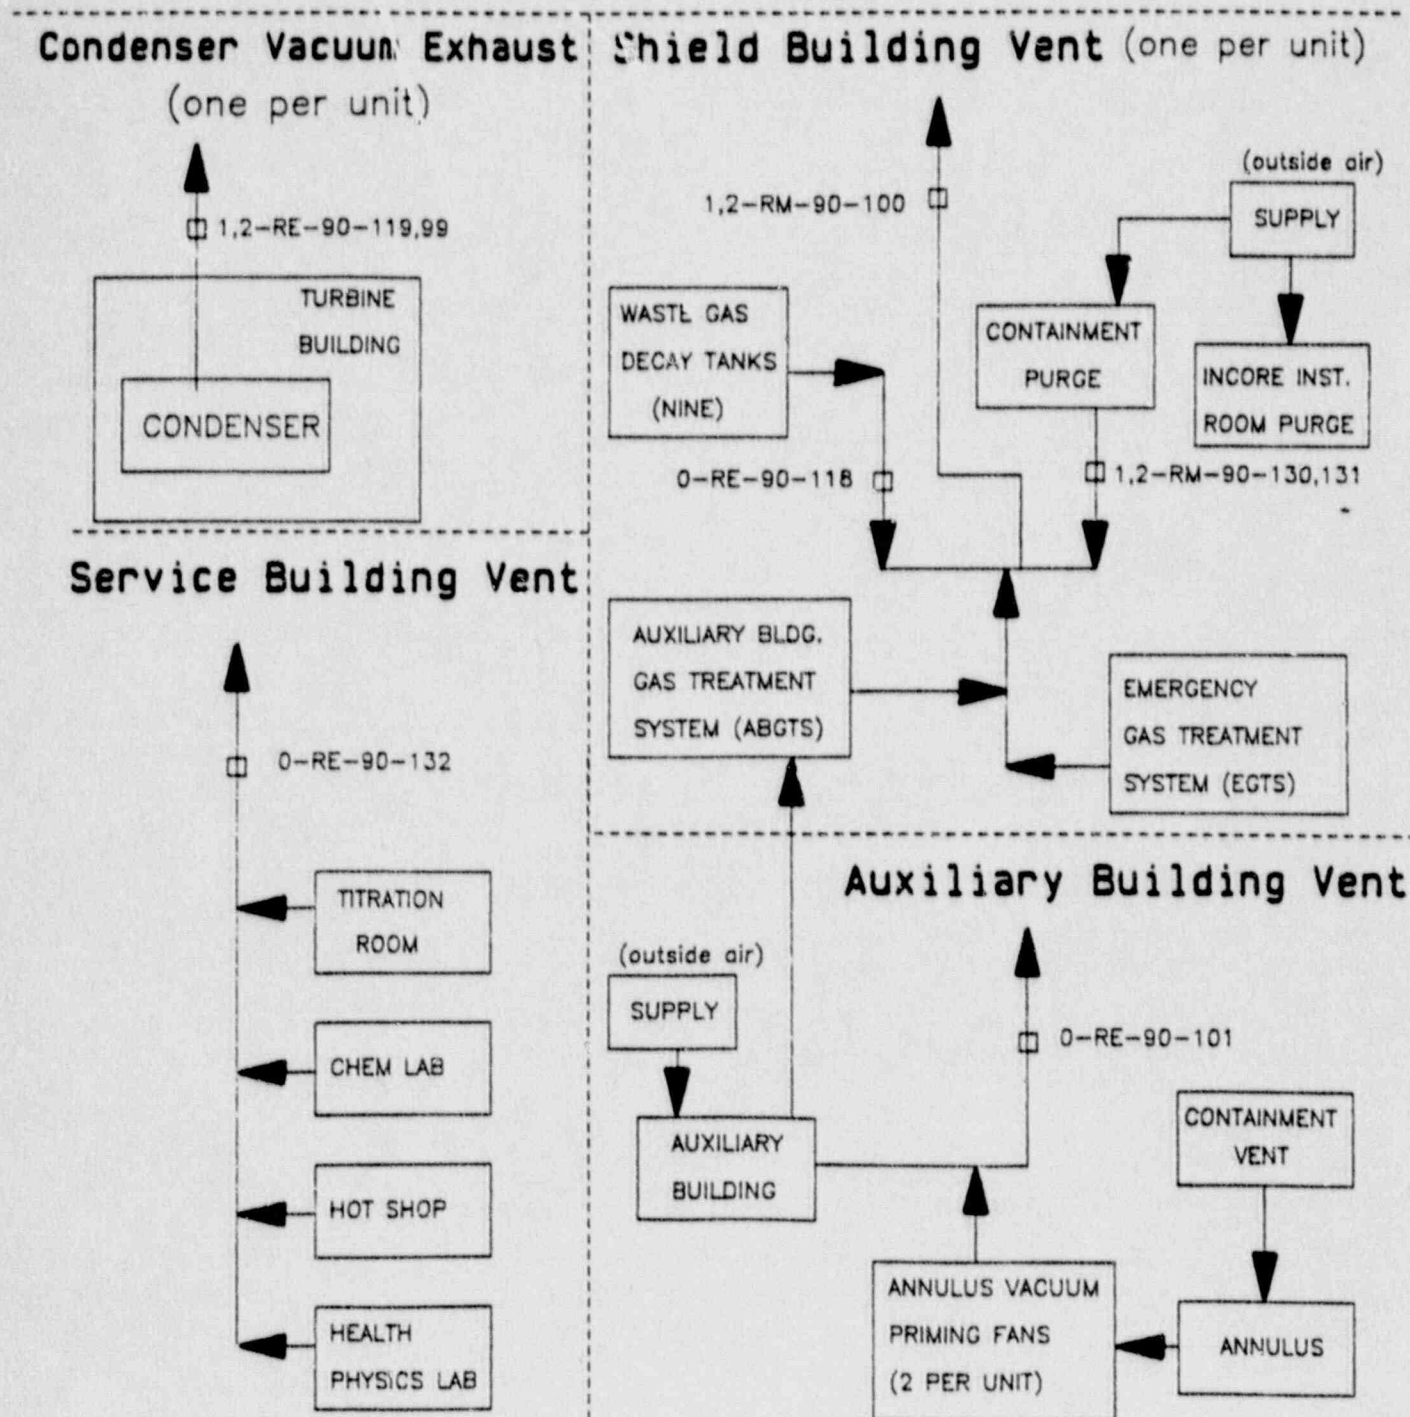 Condenser Vacuum Exhaust
(one per unit)
1,2-RE-90-119,99
TURBINE
BUILDING
CONDENSER
Shield Building Vent (one per unit)
1,2-RM-90-100
(outside air)
SUPPLY
WASTE GAS
DECAY TANKS
(NINE)
CONTAINMENT
PURGE
INCORE INST.
ROOM PURGE
0-RE-90-118
1,2-RM-90-130,131
AUXILIARY BLDG.
GAS TREATMENT
SYSTEM (ABGTS)
EMERGENCY
GAS TREATMENT
SYSTEM (EGTS)
Service Building Vent
0-RE-90-132
TITRATION
ROOM
CHEM LAB
HOT SHOP
HEALTH
PHYSICS LAB
Auxiliary Building Vent
(outside air)
SUPPLY
0-RE-90-101
AUXILIARY
BUILDING
CONTAINMENT
VENT
ANNULUS VACUUM
PRIMING FANS
(2 PER UNIT)
ANNULUS